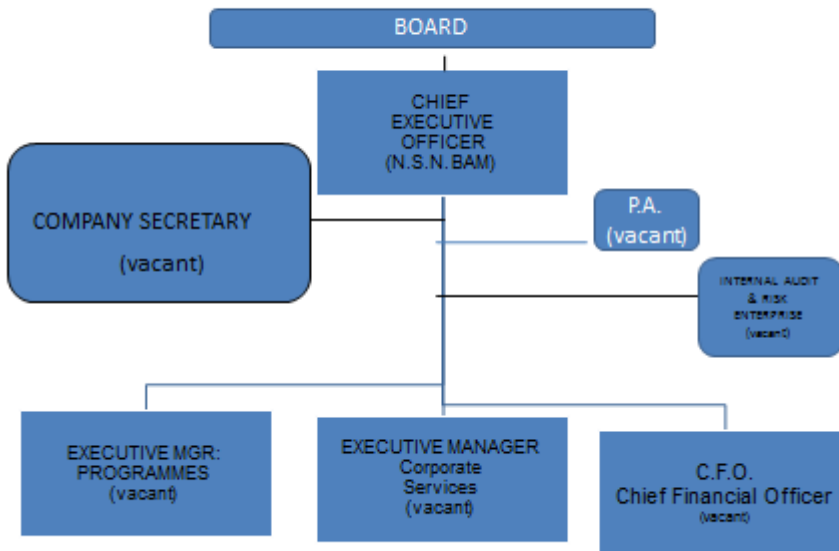 BOARD
CHIEF
EXECUTIVE
OFFICER
(N.S.N. BAM)
COMPANY SECRETARY
(vacant)
P.A.
(vacant)
INTERNAL AUDIT
& RISK
ENTERPRISE
(vacant)
EXECUTIVE MGR:
PROGRAMMES
(vacant)
EXECUTIVE MANAGER
Corporate
Services
(vacant)
C.F.O.
Chief Financial Officer
(vacant)